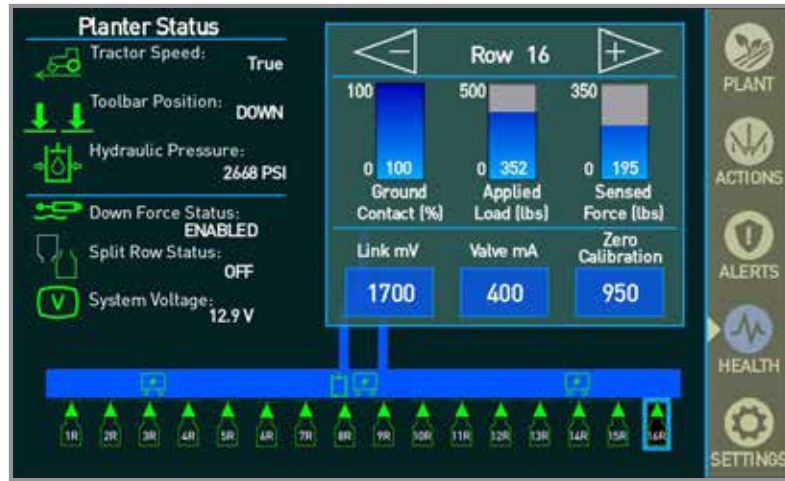 Planter Status
Tractor Speed:
True
Toolbar Position:
DOWN
Hydraulic Pressure:
2668 PSI
Down Force Status:
ENABLED
Split Row Status:
OFF
V
System Voltage:
12.9 V
Row 16
100 500 350
0 100 0 352 0 195
Ground Applied Sensed
Contact (%) Load (lbs) Force (lbs)
Link mV Valve mA Zero
Calibration
1700 400 950
1R 2R 3R 4R 5R 6R 7R 8R 9R 10R 11R 12R 13R 14R 15R 16R
PLANT
ACTIONS
ALERTS
HEALTH
SETTINGS